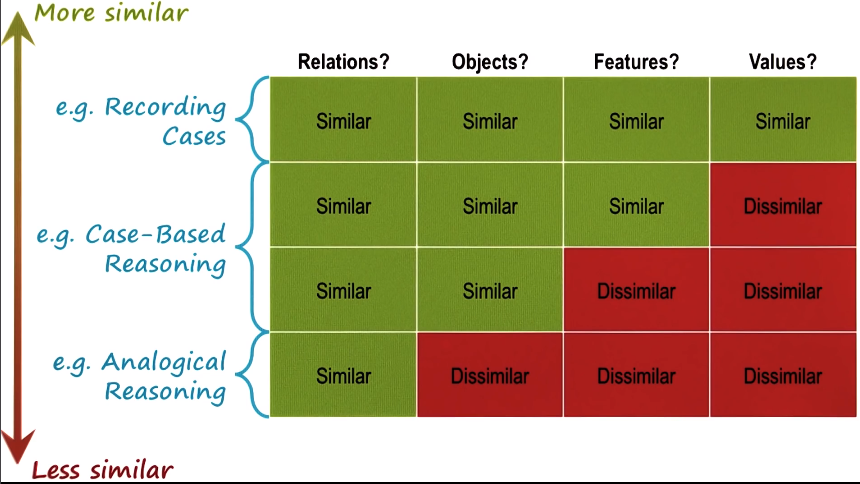 More similar
Relations? Objects? Features? Values?
e.g. Recording
Cases
Similar Similar Similar Similar
e.g. Case-Based
Reasoning
Similar Similar Similar Dissimilar
Similar Similar Dissimilar Dissimilar
e.g. Analogical
Reasoning
Similar Dissimilar Dissimilar Dissimilar
Less similar